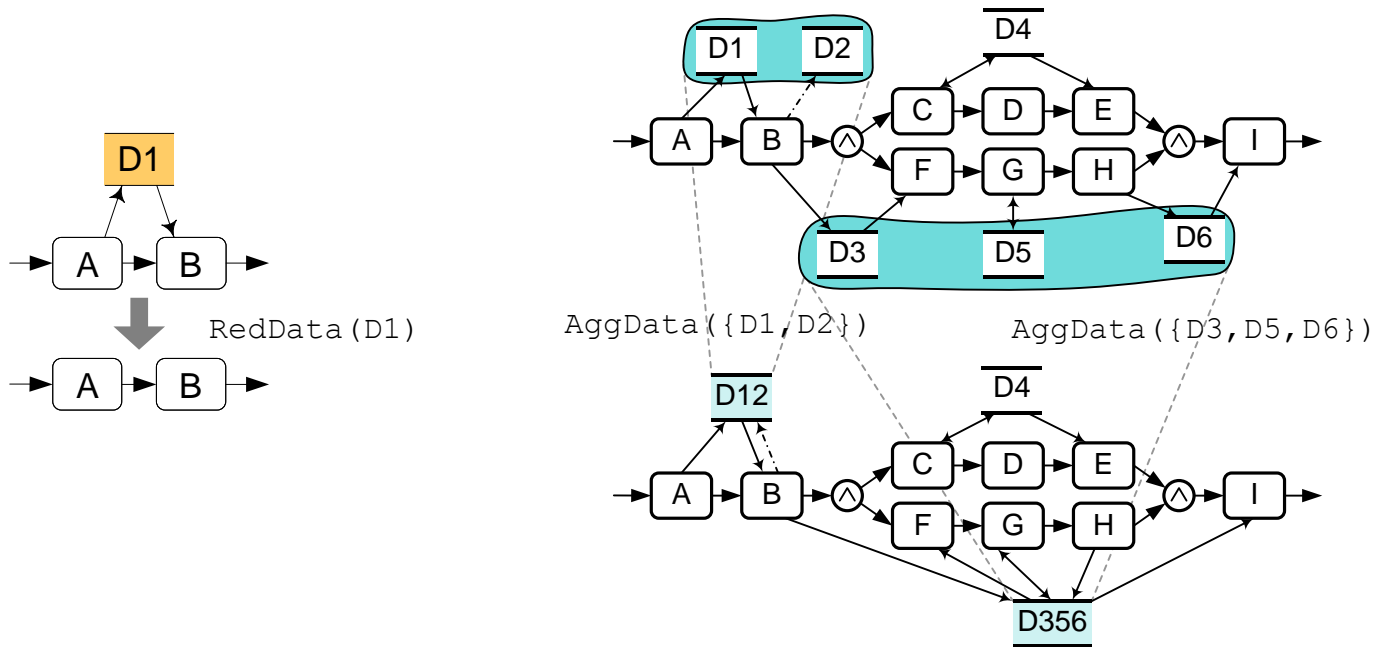 D1
A B
RedData(D1)
A B
D1 D2 D4
C D E
A B ∧ ∧ I
F G H
D3 D5 D6
AggData({D1,D2}) AggData({D3,D5,D6})
D12 D4
C D E
A B ∧ ∧ I
F G H
D356